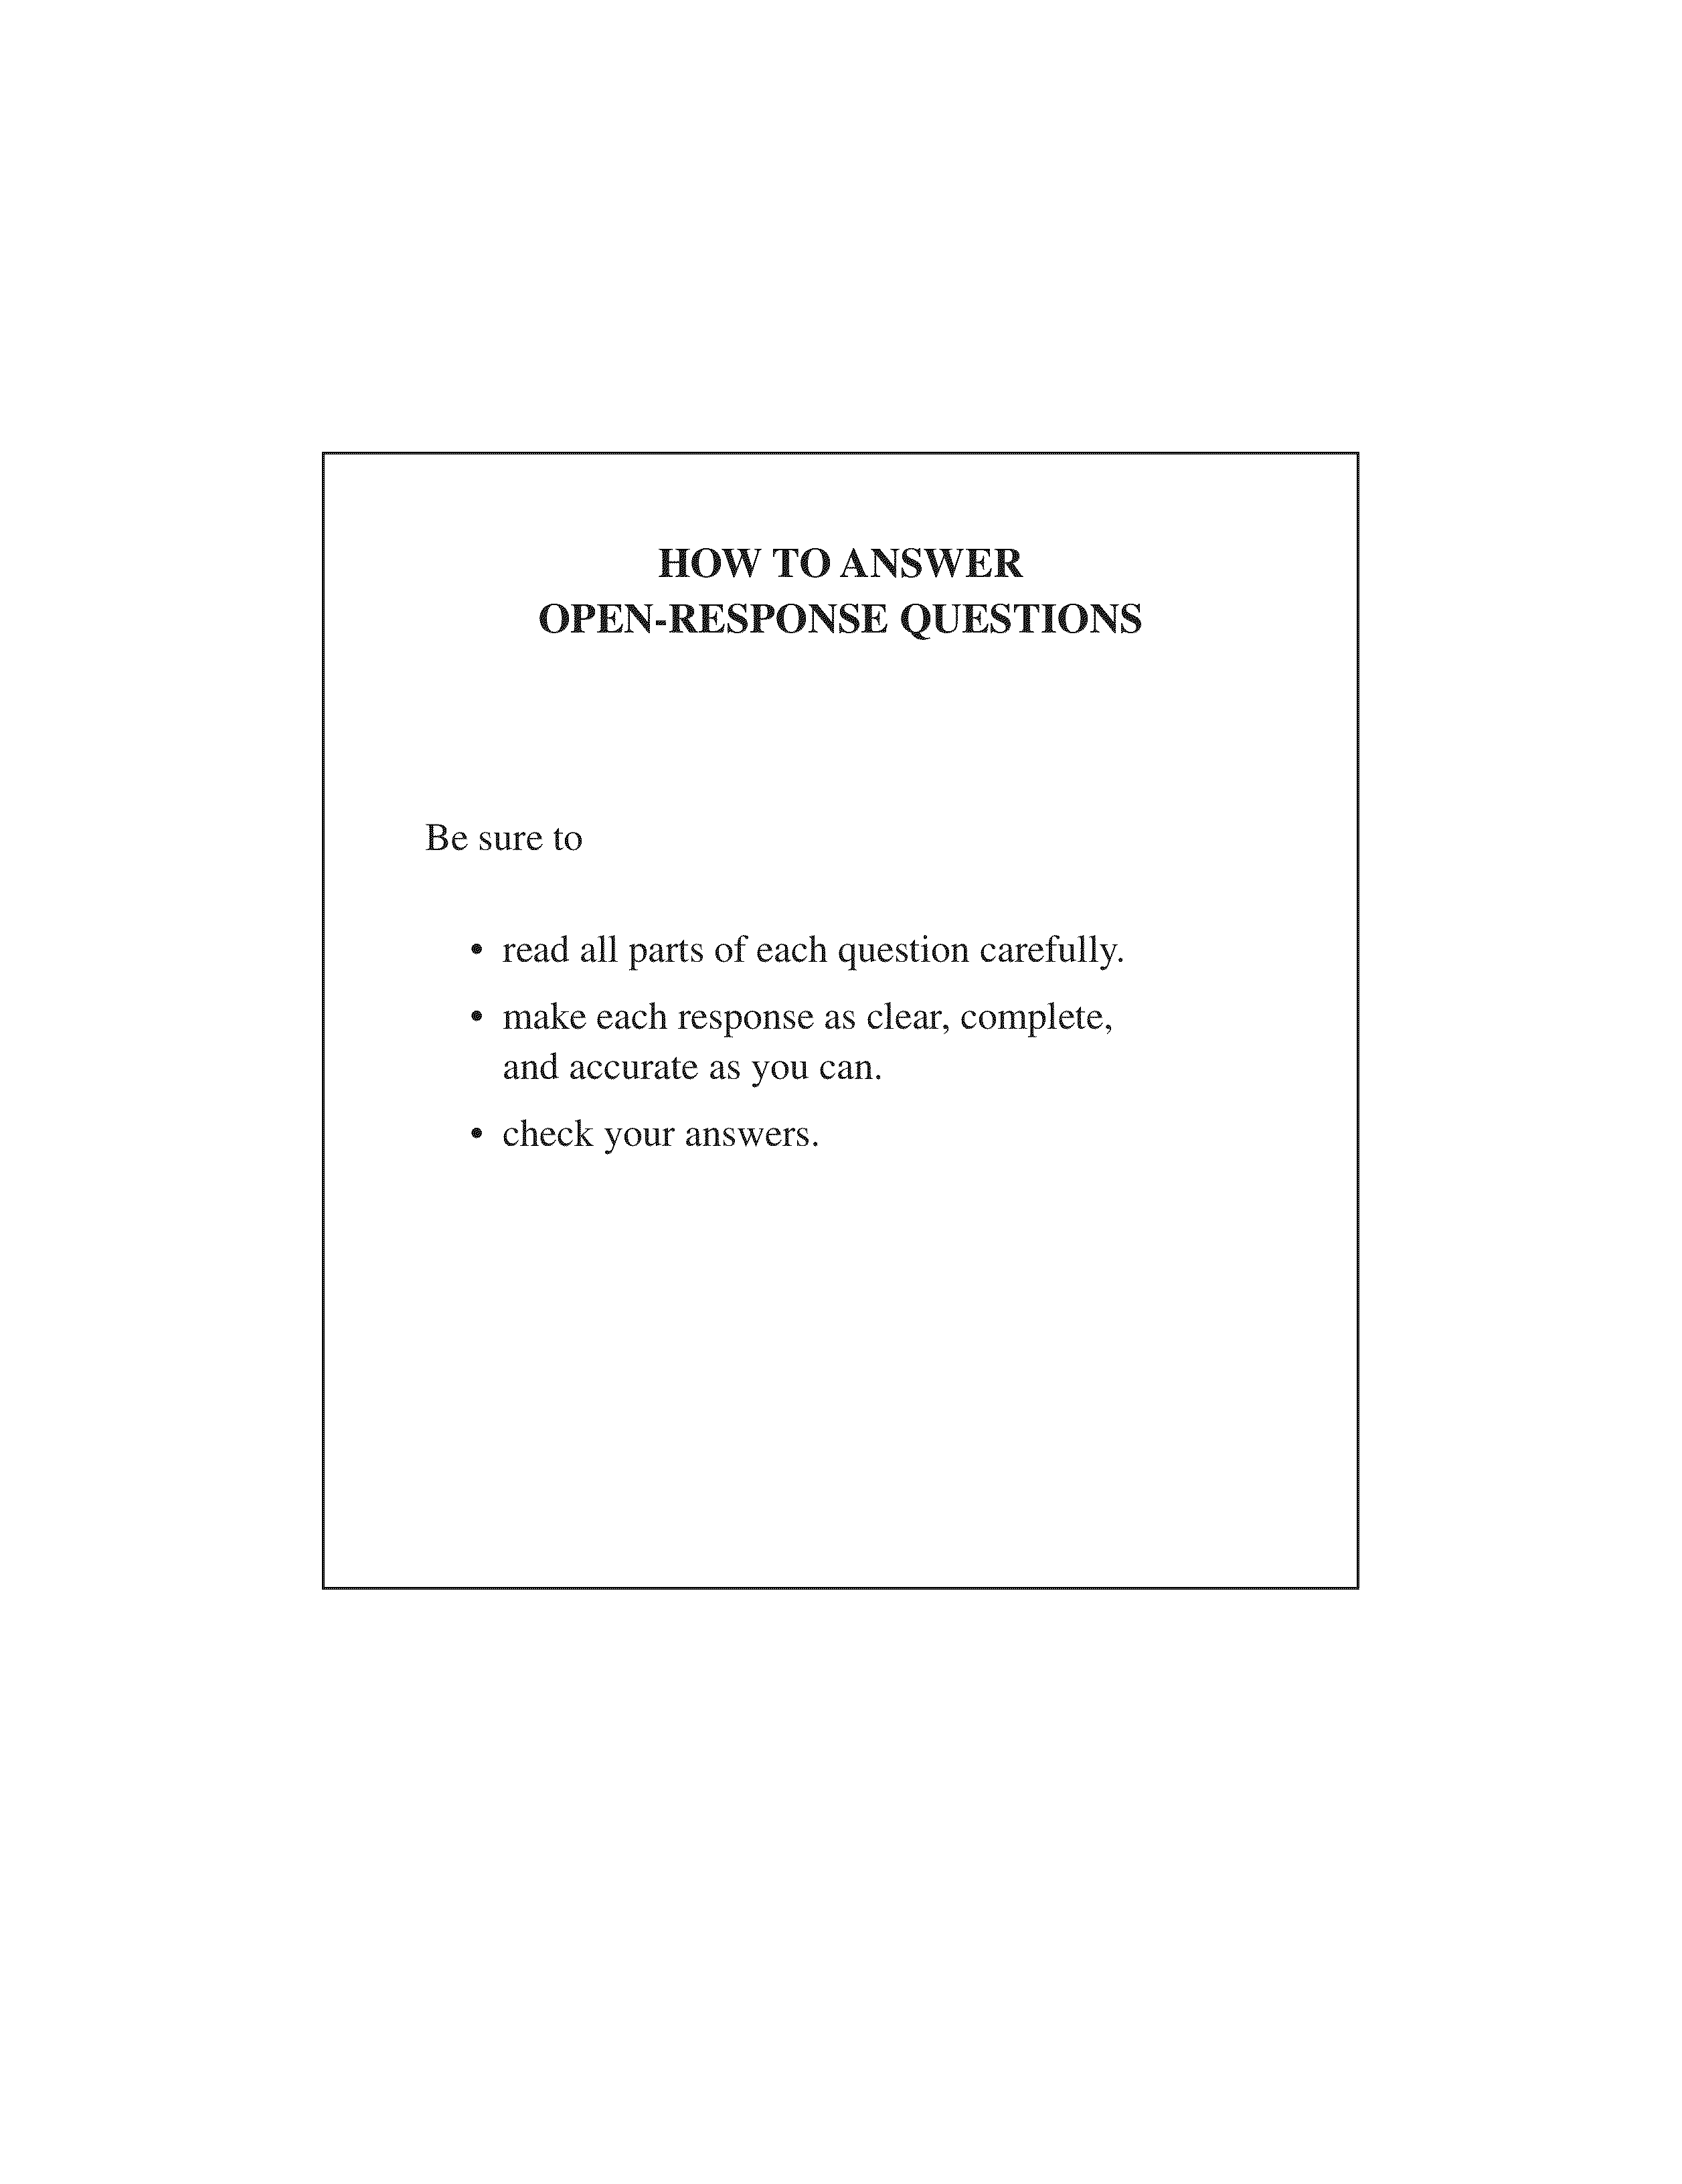 HOW TO ANSWER
OPEN-RESPONSE QUESTIONS
Be sure to
• read all parts of each question carefully.
• make each response as clear, complete,
and accurate as you can.
• check your answers.